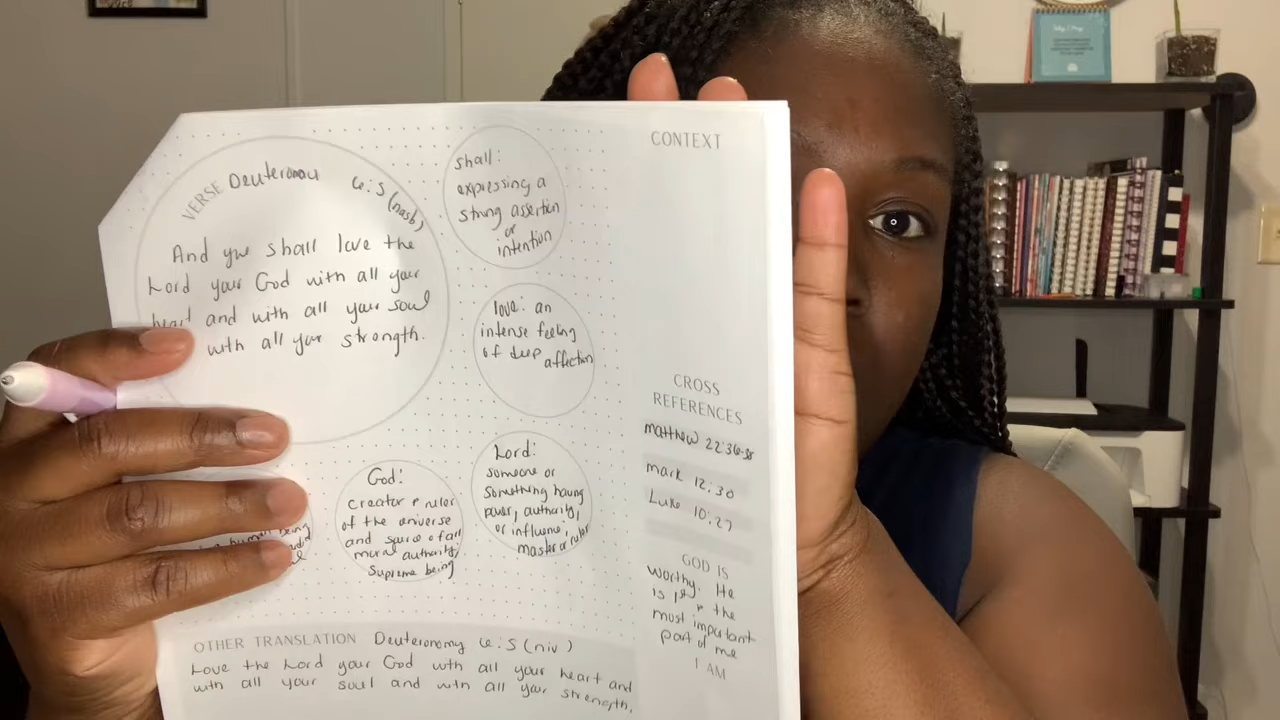 VERSE Deuteronomy 6:5 (nasb)
And you shall love the
Lord your God with all your
heart and with all your soul
with all your strength.
shall:
expressing a
strong assertion
or
intention
love: an
intense feeling
of deep
affection
Lord:
someone or
something having
power, authority,
or influence;
master or ruler
God:
creator & ruler
of the universe
and source of all
moral authority;
supreme being
human being
CONTEXT
CROSS
REFERENCES
matthew 22:36-38
mark 12:30
Luke 10:27
GOD IS
worthy. He
is 1st & the
most important
part of me
I AM
OTHER TRANSLATION Deuteronomy 6:5 (niv)
Love the Lord your God with all your heart and
with all your soul and with all your strength.